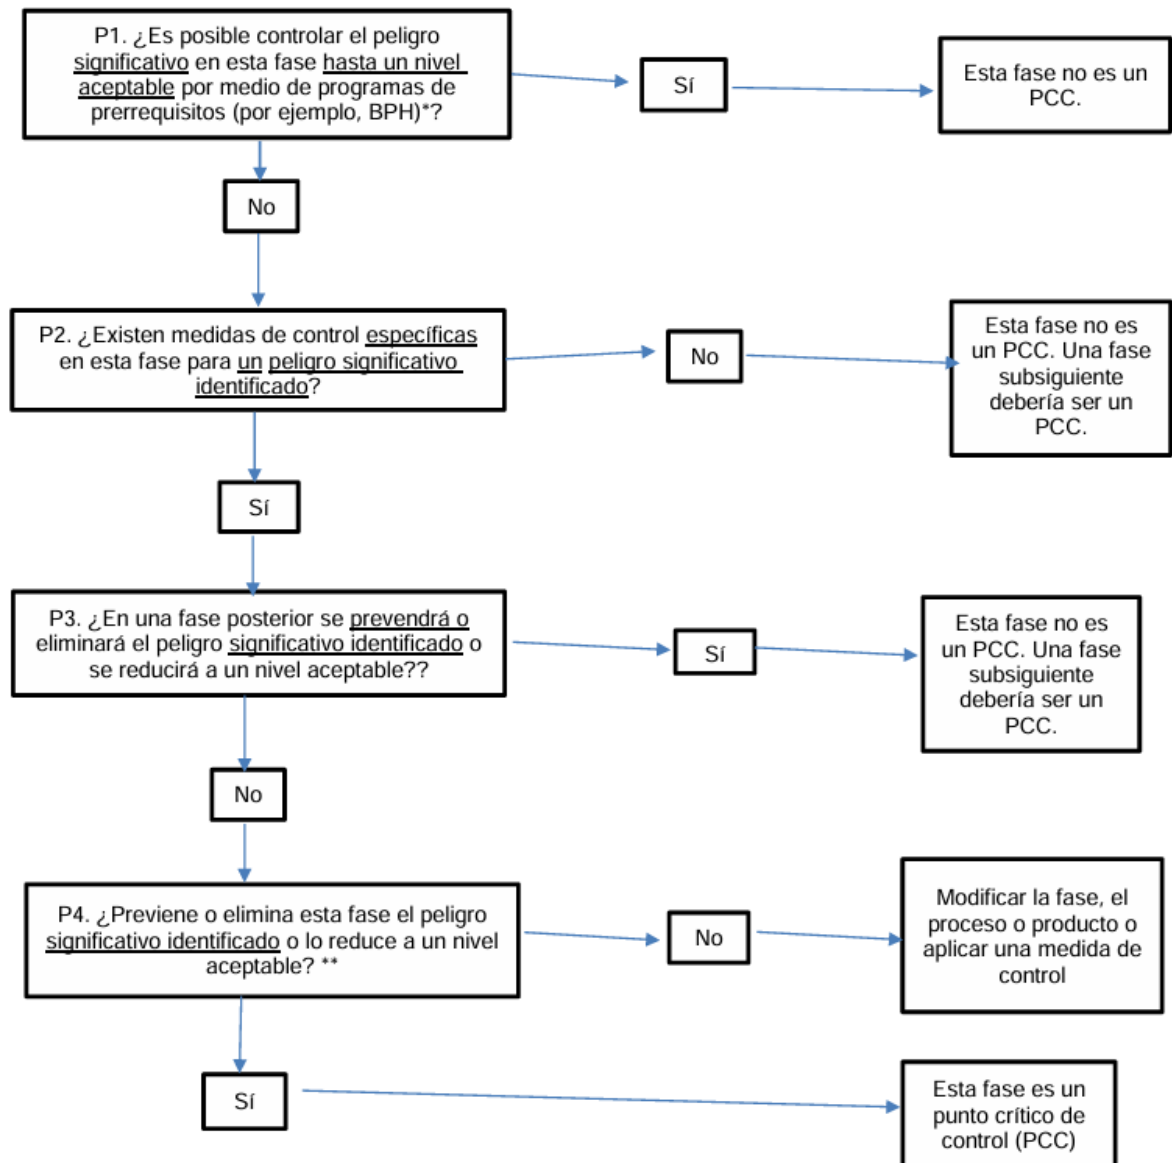 P1. ¿Es posible controlar el peligro
significativo en esta fase hasta un nivel
aceptable por medio de programas de
prerrequisitos (por ejemplo, BPH)*?
Sí
Esta fase no es un
PCC.
No
P2. ¿Existen medidas de control específicas
en esta fase para un peligro significativo
identificado?
No
Esta fase no es
un PCC. Una fase
subsiguiente
debería ser un
PCC.
Sí
P3. ¿En una fase posterior se prevendrá o
eliminará el peligro significativo identificado o
se reducirá a un nivel aceptable??
Sí
Esta fase no es
un PCC. Una fase
subsiguiente
debería ser un
PCC.
No
P4. ¿Previene o elimina esta fase el peligro
significativo identificado o lo reduce a un nivel
aceptable? **
No
Modificar la fase, el
proceso o producto o
aplicar una medida de
control
Sí
Esta fase es un
punto crítico de
control (PCC)